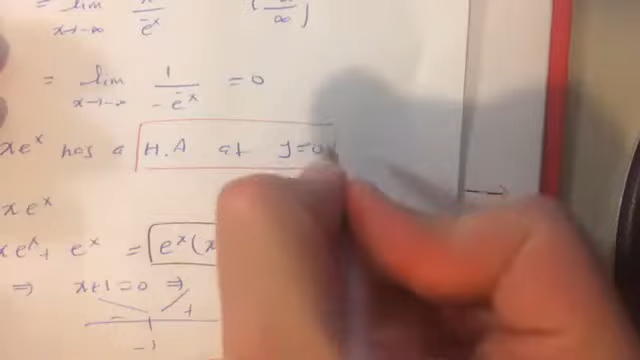 = lim
x→-∞ e^-x
= lim 1 = 0
x→-∞ -e^-x
xe^x has a H.A at y=0
xe^x
xe^x + e^x = e^x(x
⇒ x+1=0 ⇒
- +
-1